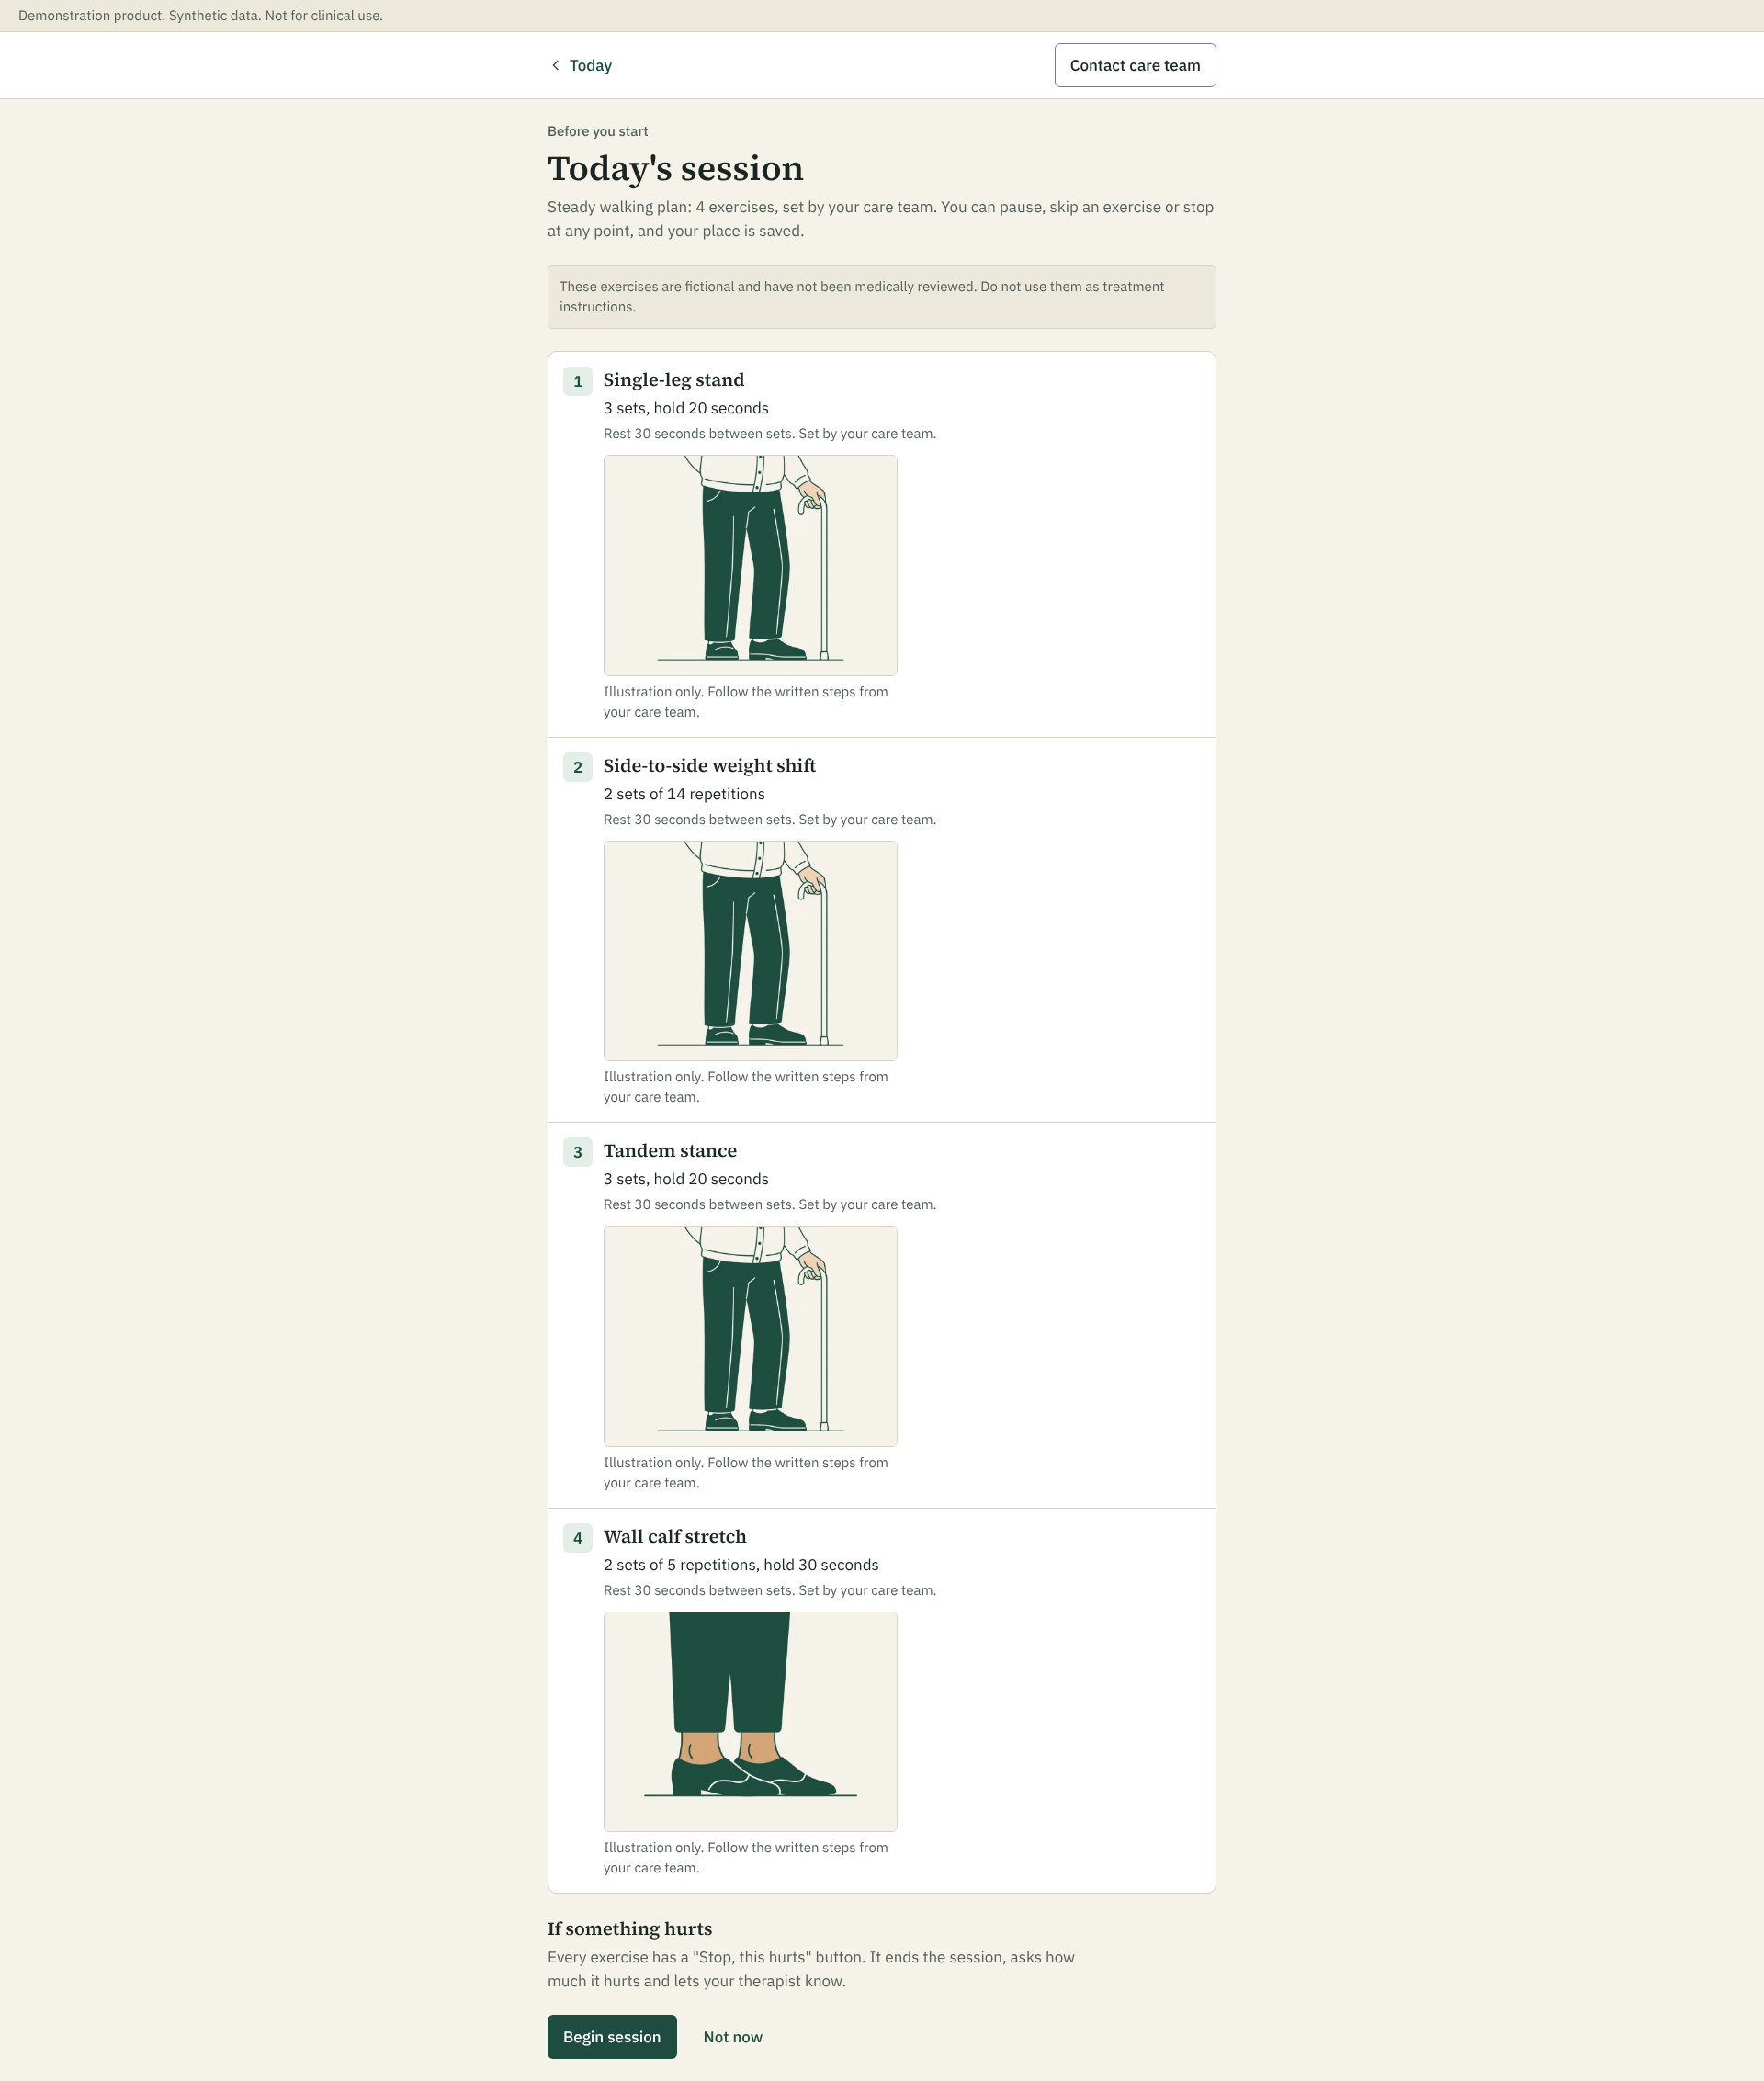 Demonstration product. Synthetic data. Not for clinical use.
Today
Contact care team
Before you start
Today's session
Steady walking plan: 4 exercises, set by your care team. You can pause, skip an exercise or stop
at any point, and your place is saved.
These exercises are fictional and have not been medically reviewed. Do not use them as treatment
instructions.
1
Single-leg stand
3 sets, hold 20 seconds
Rest 30 seconds between sets. Set by your care team.
Illustration only. Follow the written steps from
your care team.
2
Side-to-side weight shift
2 sets of 14 repetitions
Rest 30 seconds between sets. Set by your care team.
Illustration only. Follow the written steps from
your care team.
3
Tandem stance
3 sets, hold 20 seconds
Rest 30 seconds between sets. Set by your care team.
Illustration only. Follow the written steps from
your care team.
4
Wall calf stretch
2 sets of 5 repetitions, hold 30 seconds
Rest 30 seconds between sets. Set by your care team.
Illustration only. Follow the written steps from
your care team.
If something hurts
Every exercise has a "Stop, this hurts" button. It ends the session, asks how
much it hurts and lets your therapist know.
Begin session
Not now